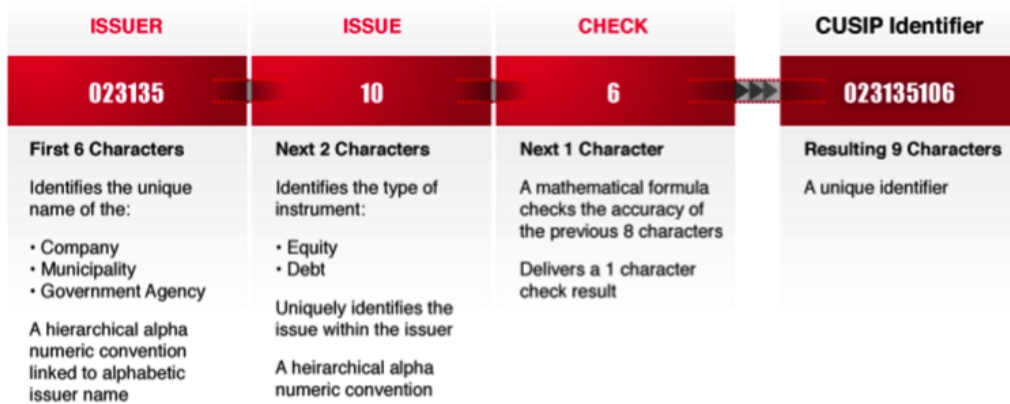 ISSUER
023135
First 6 Characters
Identifies the unique
name of the:
• Company
• Municipality
• Government Agency
A hierarchical alpha
numeric convention
linked to alphabetic
issuer name
ISSUE
10
Next 2 Characters
Identifies the type of
instrument:
• Equity
• Debt
Uniquely identifies the
issue within the issuer
A heirarchical alpha
numeric convention
CHECK
6
Next 1 Character
A mathematical formula
checks the accuracy of
the previous 8 characters
Delivers a 1 character
check result
CUSIP Identifier
023135106
Resulting 9 Characters
A unique identifier